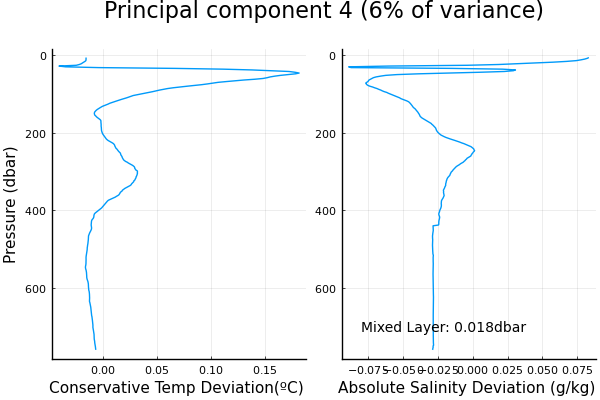 Principal component 4 (6% of variance)
0
200
400
600
Pressure (dbar)
0.00 0.05 0.10 0.15
Conservative Temp Deviation(ºC)
0
200
400
600
Mixed Layer: 0.018dbar
−0.075 −0.050 −0.025 0.000 0.025 0.050 0.075
Absolute Salinity Deviation (g/kg)